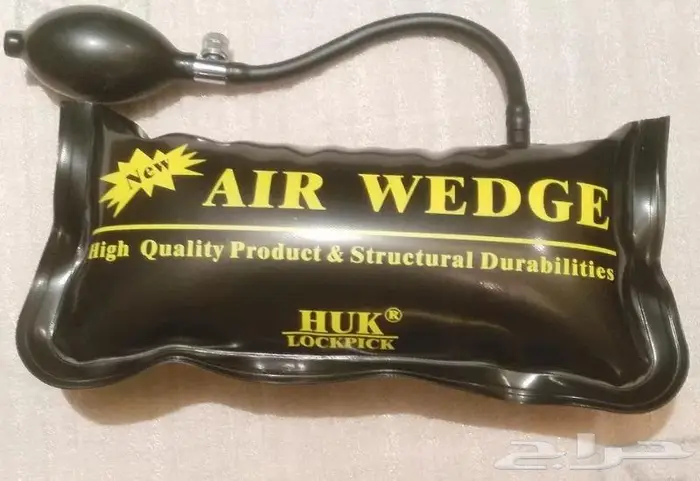 New
AIR WEDGE
High Quality Product & Structural Durabilities
HUK®
LOCKPICK
حراج